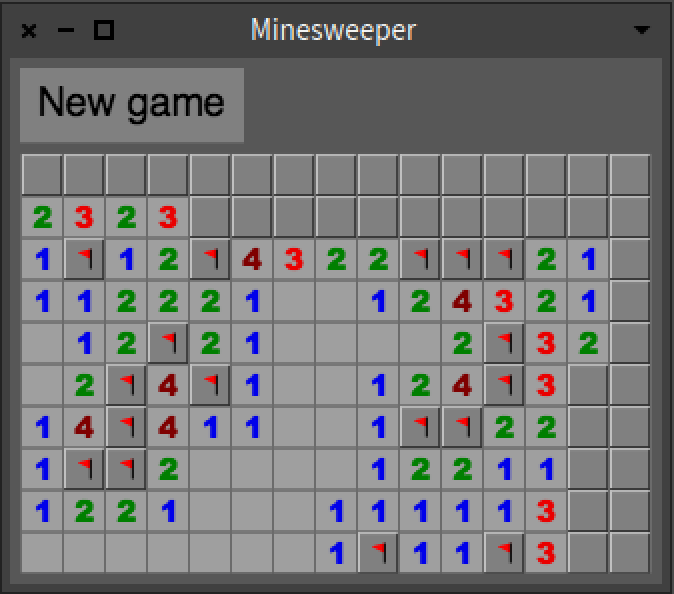 Minesweeper
New game
2 3 2 3
1 1 2 4 3 2 2 2 1
1 1 2 2 2 1 1 2 4 3 2 1
1 2 2 1 2 3 2
2 4 1 1 2 4 3
1 4 4 1 1 1 2 2
1 2 1 2 2 1 1
1 2 2 1 1 1 1 1 1 3
1 1 1 3